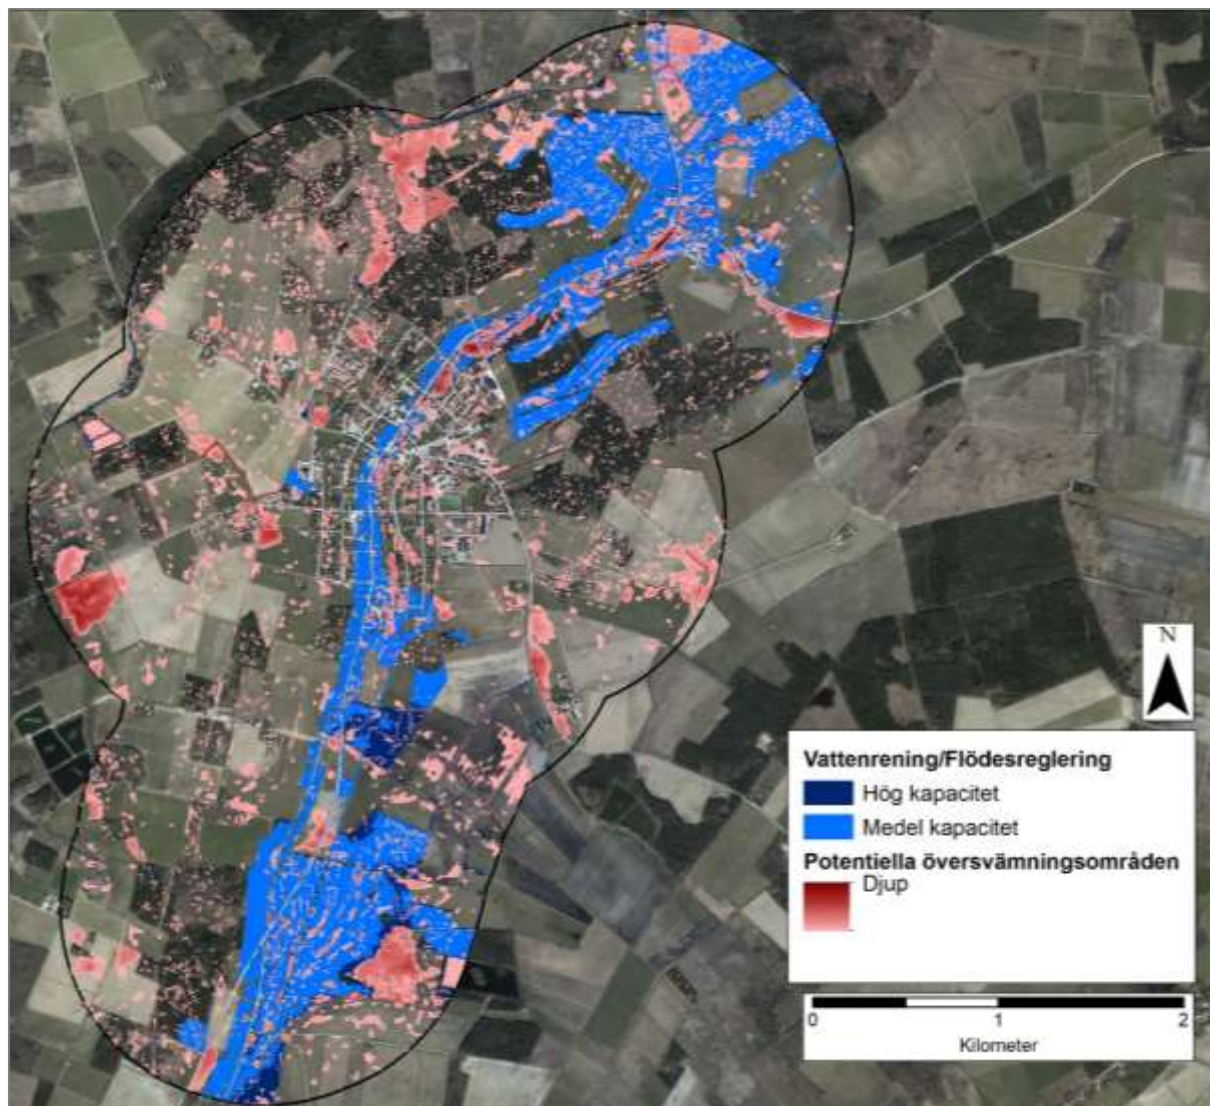 N
Vattenrening/Flödesreglering
Hög kapacitet
Medel kapacitet
Potentiella översvämningsområden
Djup
0 1 2
Kilometer